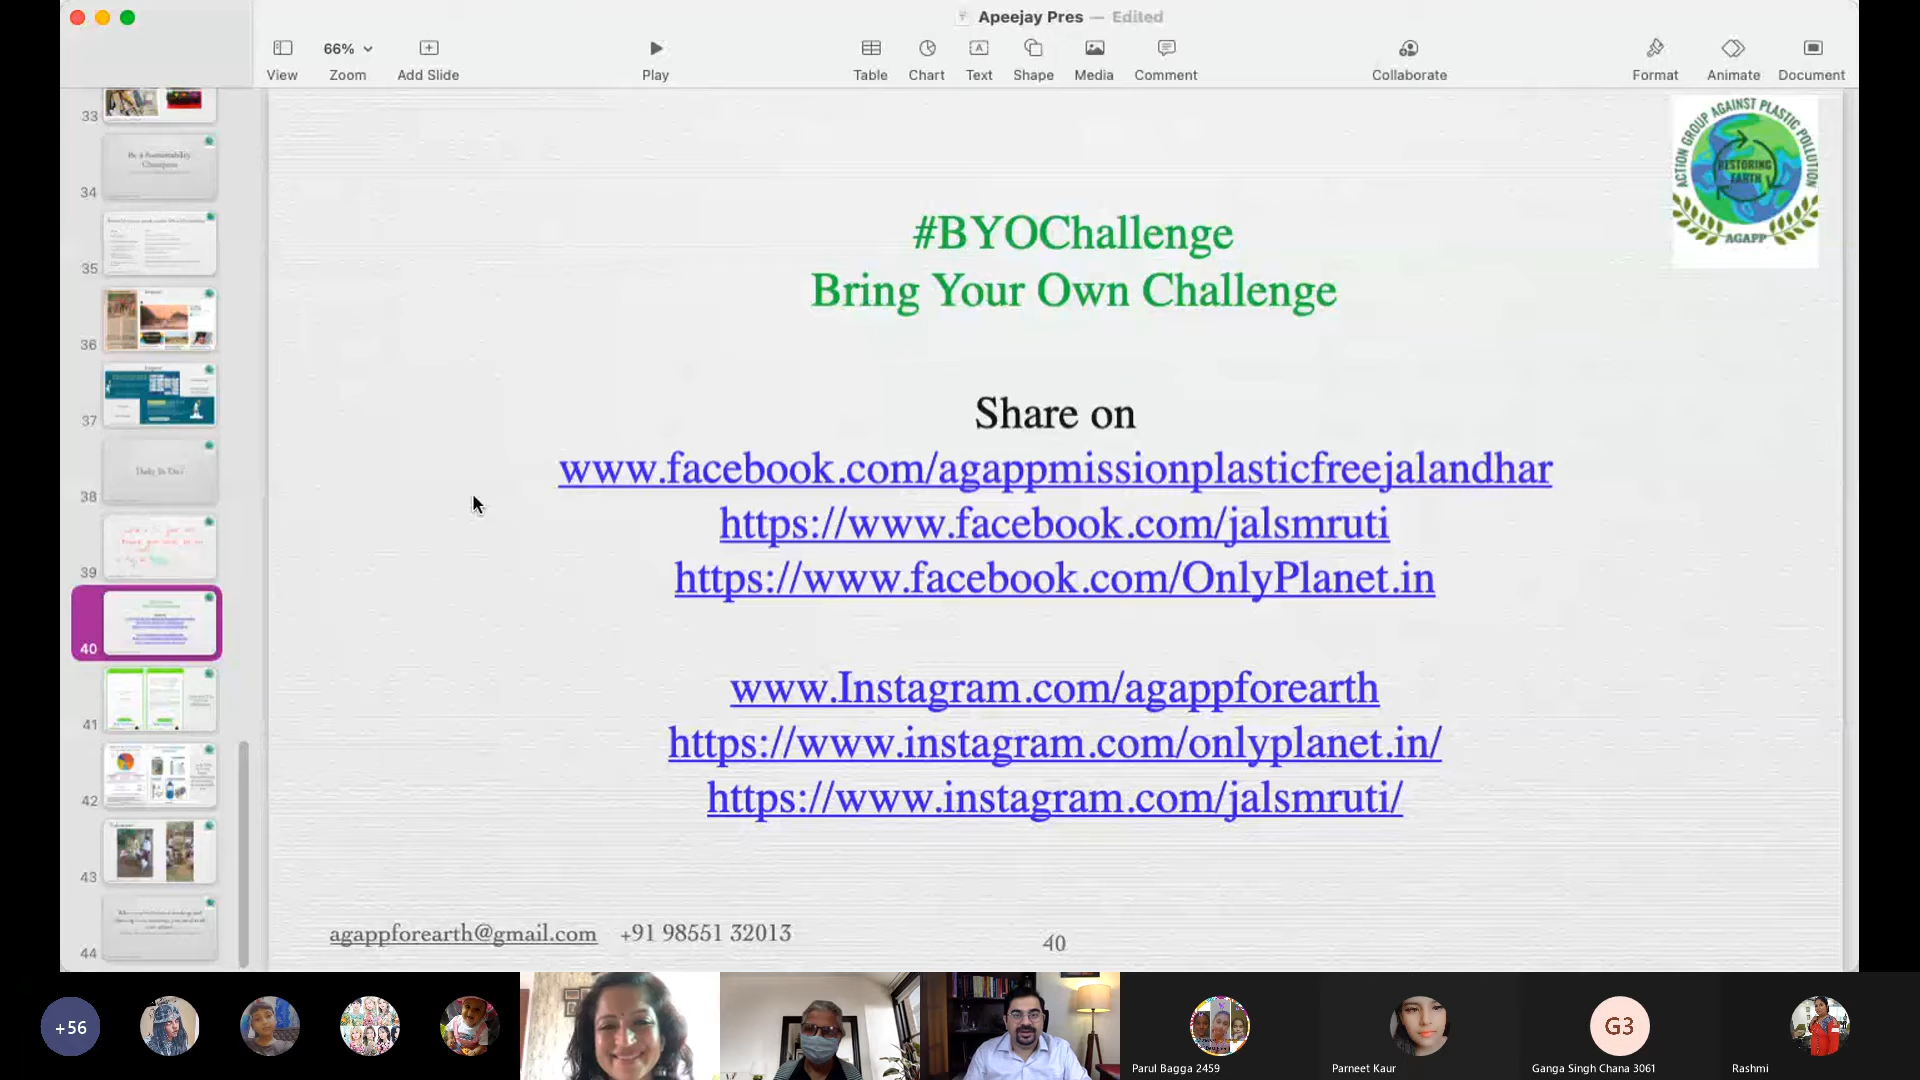 Apeejay Pres — Edited
66%
View
Zoom
Add Slide
Play
Table
Chart
Text
Shape
Media
Comment
Collaborate
Format
Animate
Document
33
34
35
36
37
38
39
40
41
42
43
44
Be a Sustainability
Champion
ACTION GROUP AGAINST PLASTIC POLLUTION
RESTORING
EARTH
AGAPP
#BYOChallenge
Bring Your Own Challenge
Share on
www.facebook.com/agappmissionplasticfreejalandhar
https://www.facebook.com/jalsmruti
https://www.facebook.com/OnlyPlanet.in
www.Instagram.com/agappforearth
https://www.instagram.com/onlyplanet.in/
https://www.instagram.com/jalsmruti/
agappforearth@gmail.com +91 98551 32013
40
+56
G3
Parul Bagga 2459
Parneet Kaur
Ganga Singh Chana 3061
Rashmi